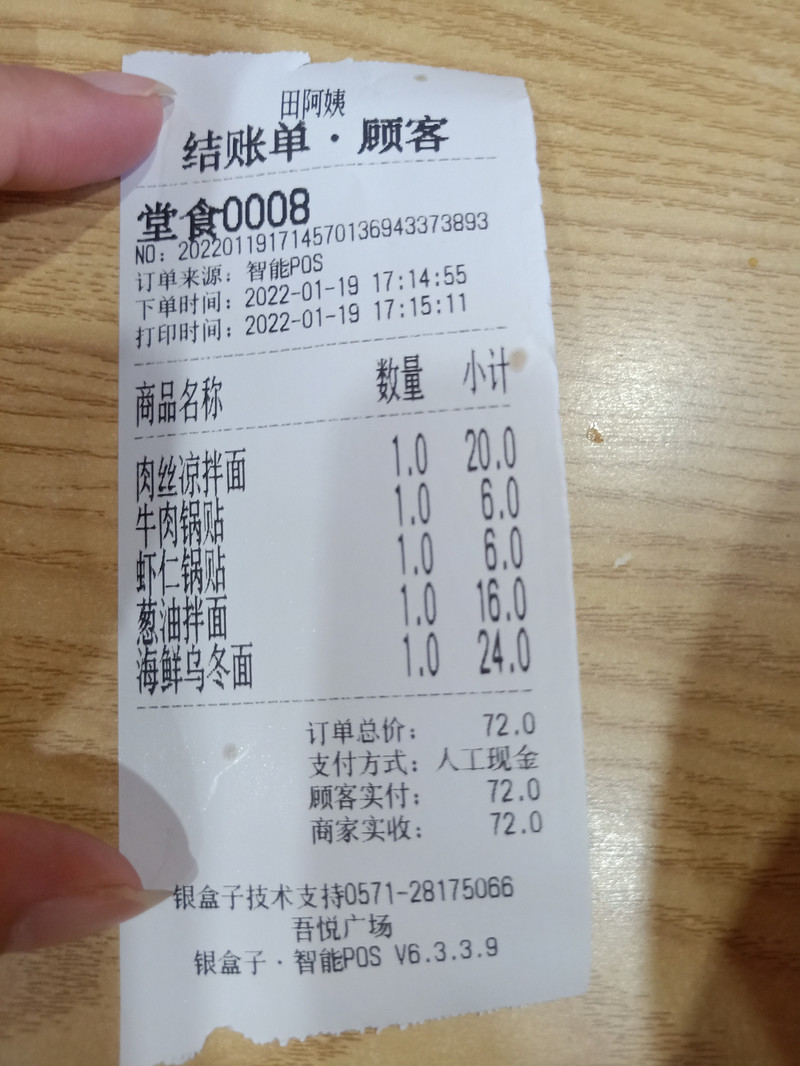 田阿姨
结账单·顾客
堂食0008
NO: 202201191714570136943373893
订单来源: 智能POS
下单时间: 2022-01-19 17:14:55
打印时间: 2022-01-19 17:15:11
商品名称 数量 小计
肉丝凉拌面 1.0 20.0
牛肉锅贴 1.0 6.0
虾仁锅贴 1.0 6.0
葱油拌面 1.0 16.0
海鲜乌冬面 1.0 24.0
订单总价: 72.0
支付方式: 人工现金
顾客实付: 72.0
商家实收: 72.0
银盒子技术支持0571-28175066
吾悦广场
银盒子·智能POS V6.3.3.9